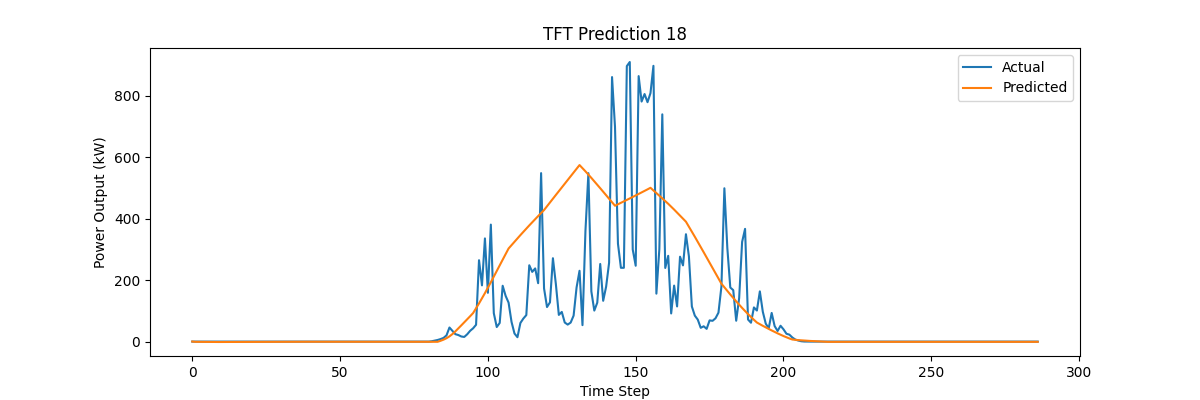 TFT Prediction 18
Actual
Predicted
Power Output (kW)
800
600
400
200
0
0 50 100 150 200 250 300
Time Step